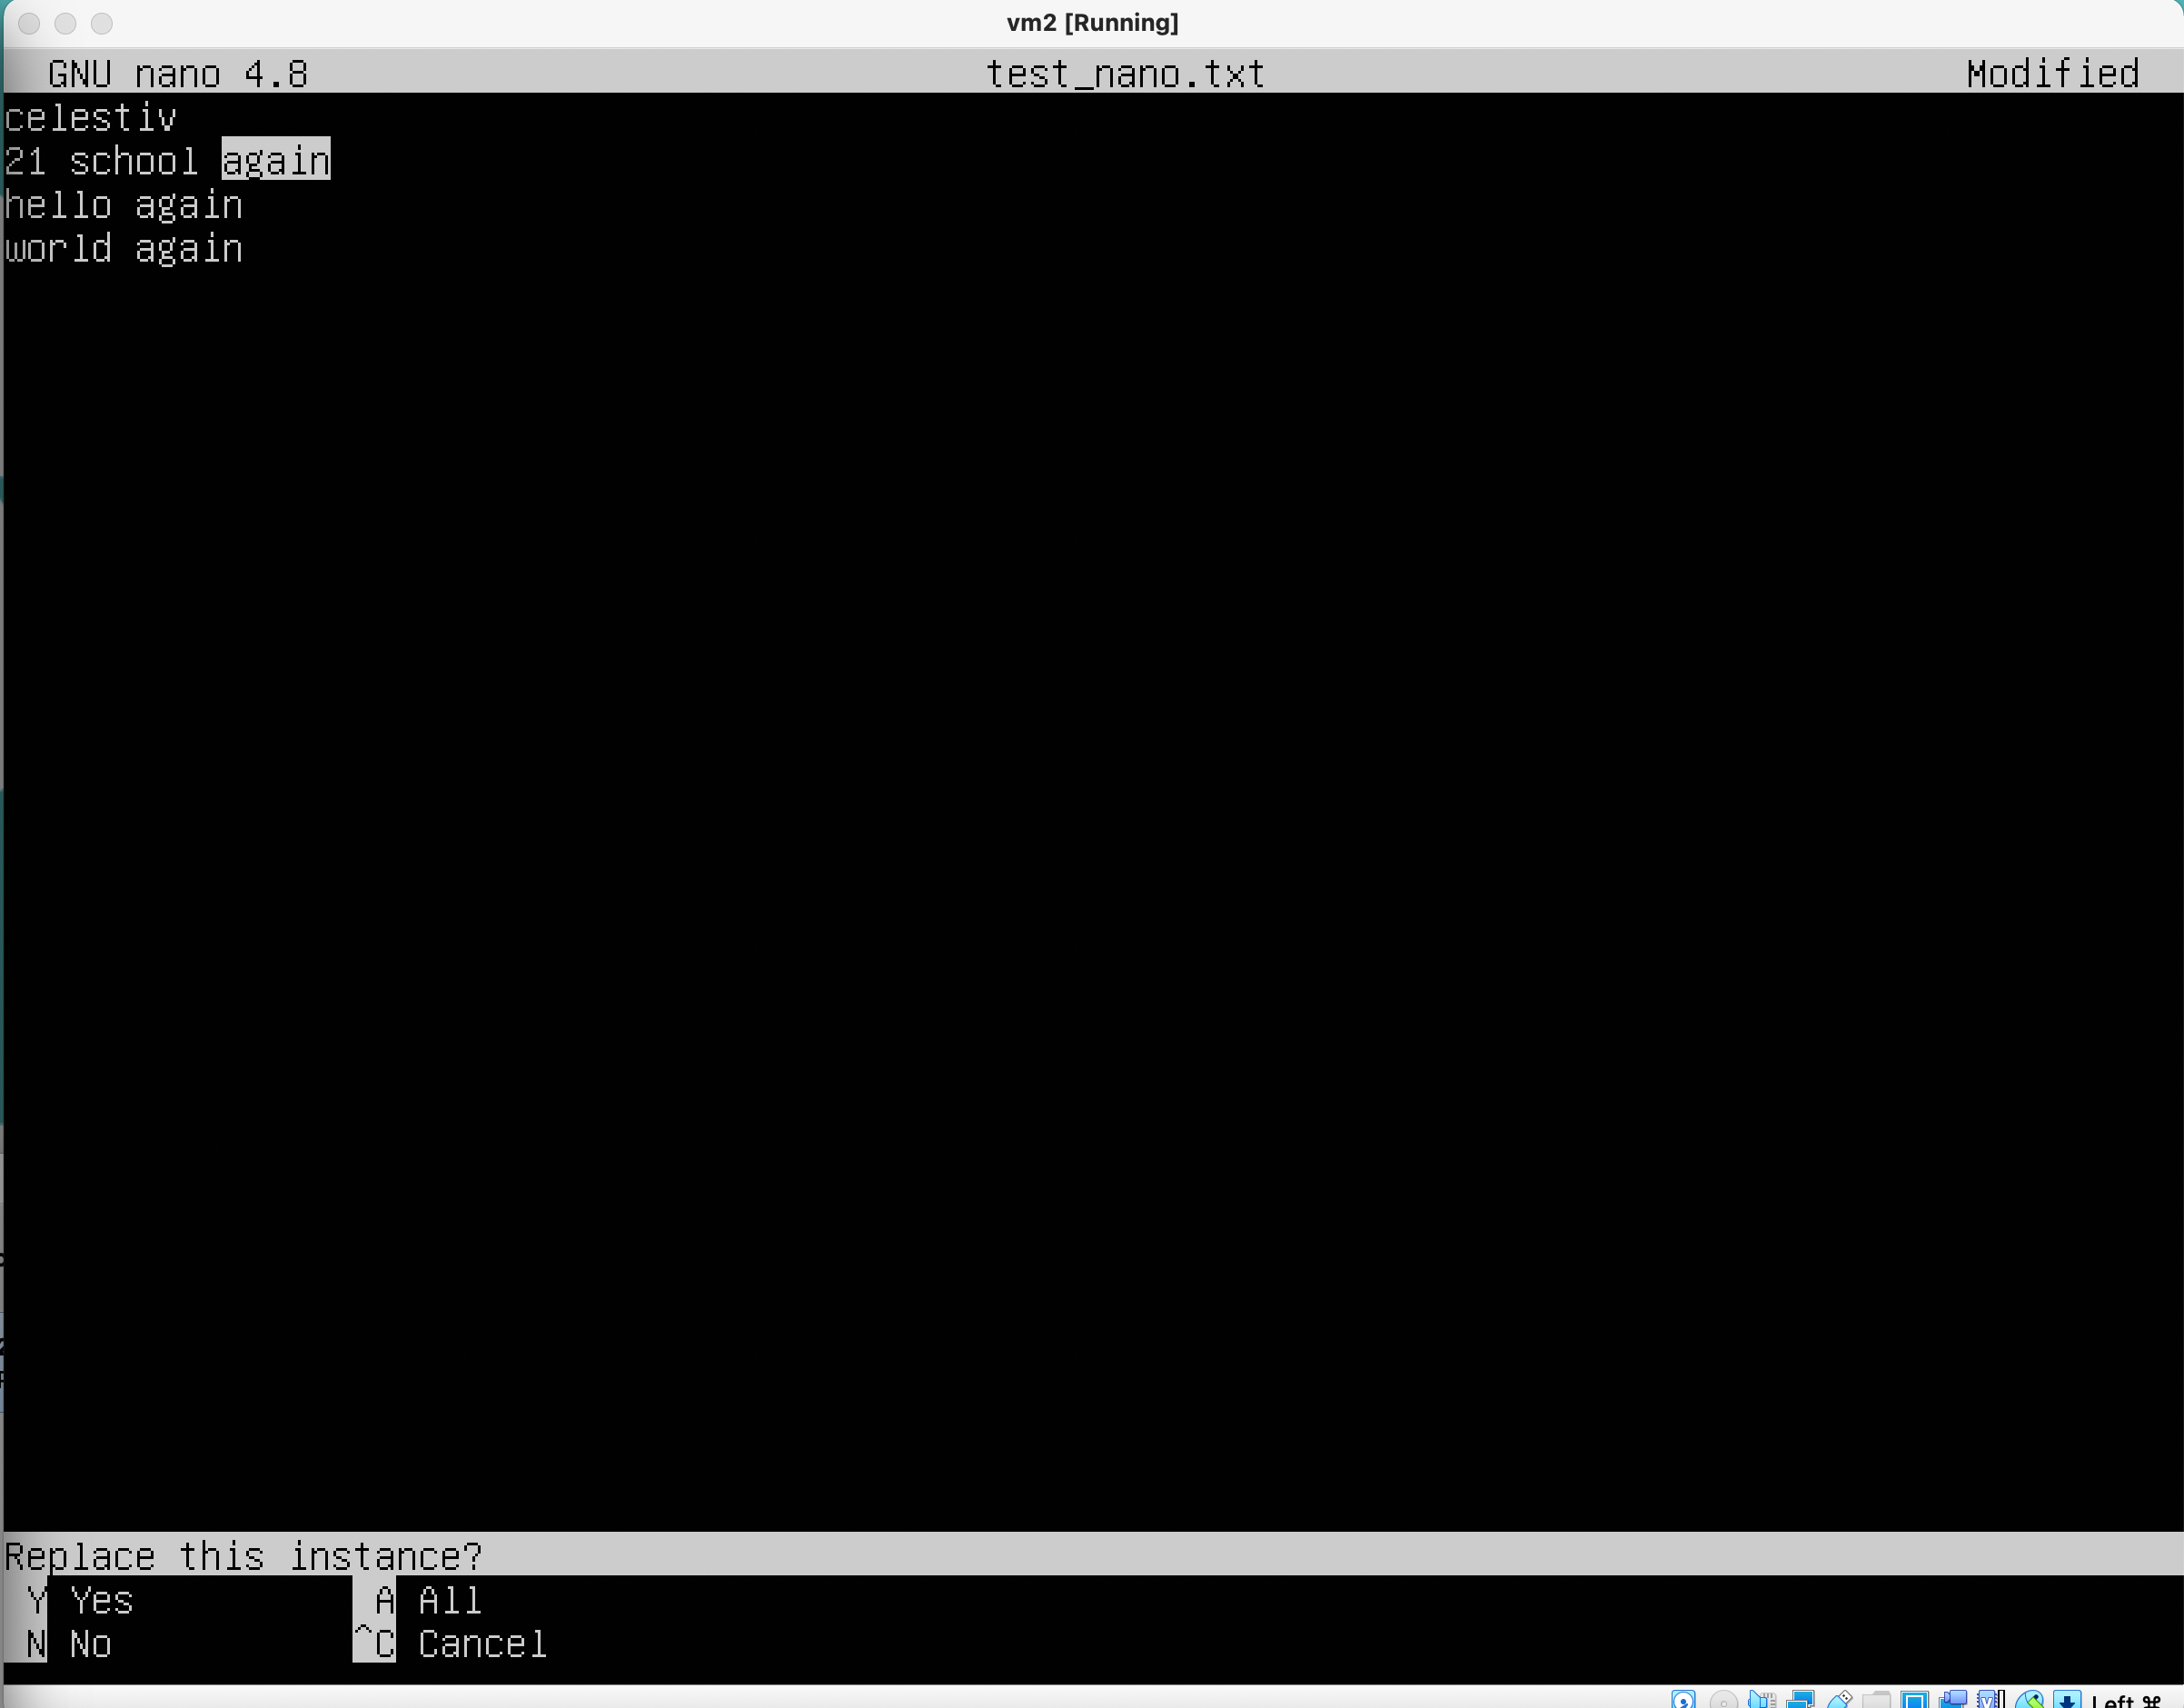 vm2 [Running]
GNU nano 4.8 test_nano.txt Modified
celestiv
21 school again
hello again
world again
Replace this instance?
Y Yes A All
N No ^C Cancel
Left ⌘